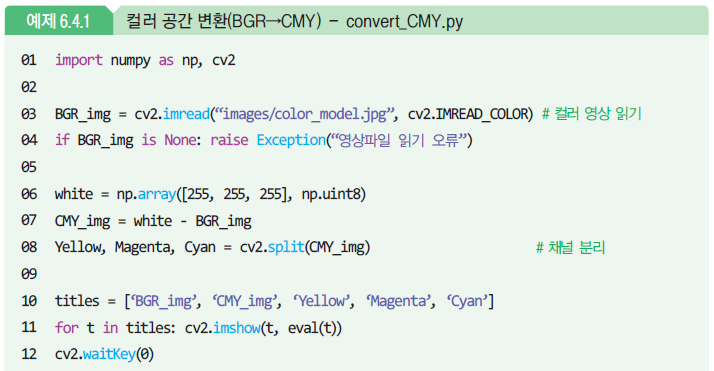 예제 6.4.1 컬러 공간 변환(BGR→CMY) - convert_CMY.py
01 import numpy as np, cv2
02
03 BGR_img = cv2.imread(“images/color_model.jpg”, cv2.IMREAD_COLOR) # 컬러 영상 읽기
04 if BGR_img is None: raise Exception(“영상파일 읽기 오류”)
05
06 white = np.array([255, 255, 255], np.uint8)
07 CMY_img = white - BGR_img
08 Yellow, Magenta, Cyan = cv2.split(CMY_img) # 채널 분리
09
10 titles = [‘BGR_img’, ‘CMY_img’, ‘Yellow’, ‘Magenta’, ‘Cyan’]
11 for t in titles: cv2.imshow(t, eval(t))
12 cv2.waitKey(0)